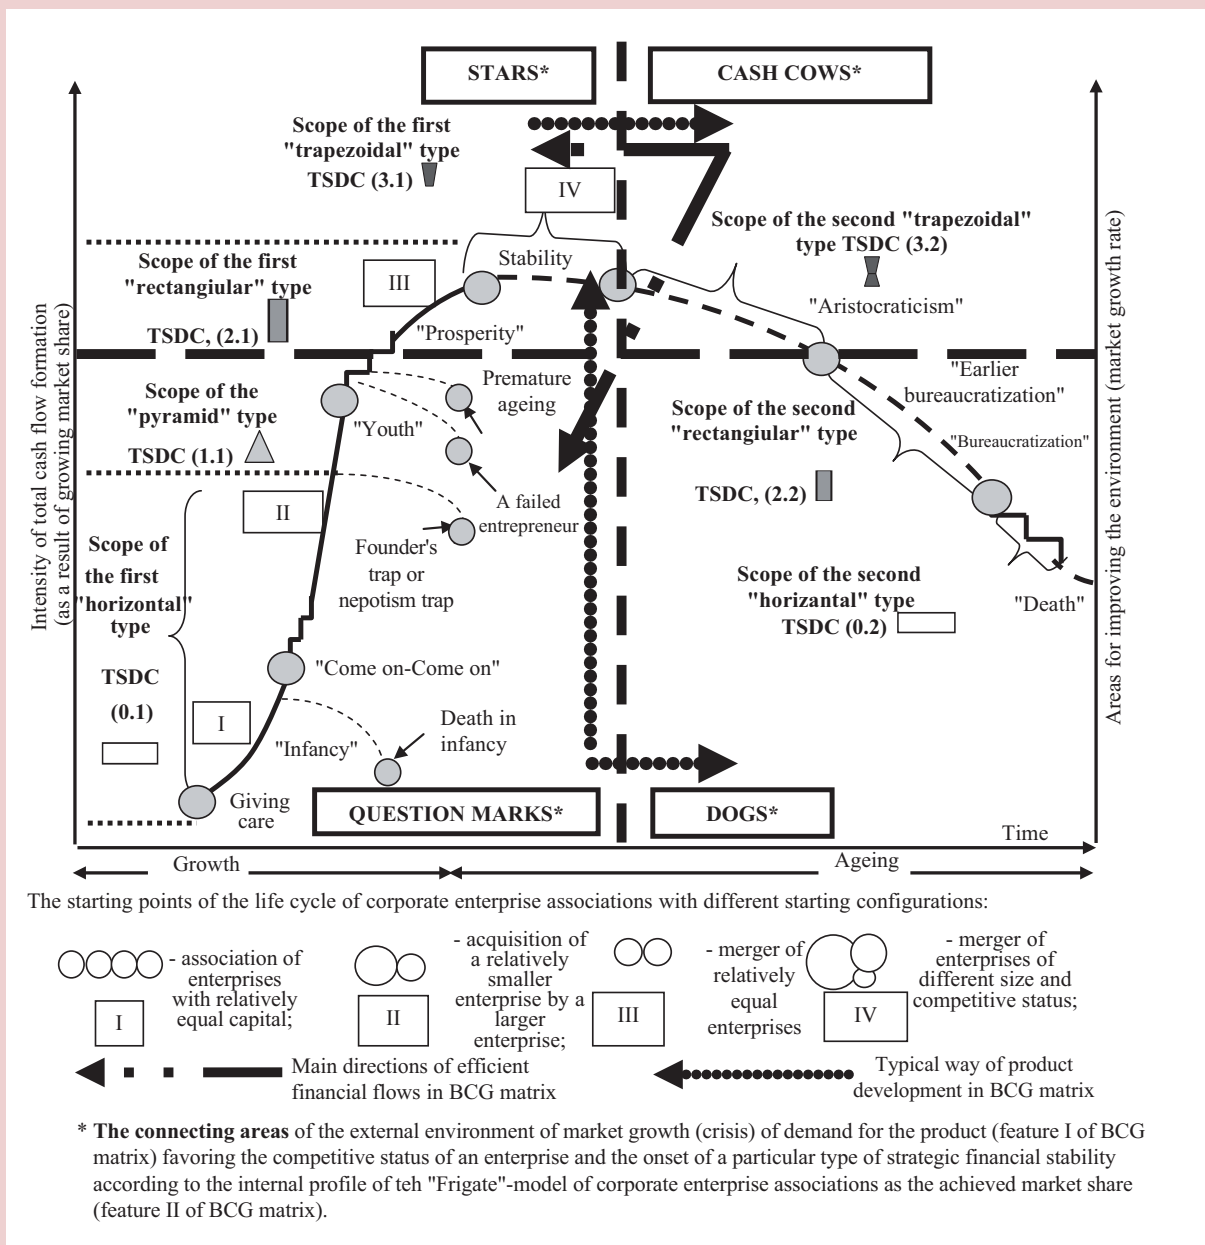 STARS*
CASH COWS*
Scope of the first
"trapezoidal" type
TSDC (3.1)
IV
Scope of the second "trapezoidal"
type TSDC (3.2)
Scope of the first
"rectangiular" type
TSDC, (2.1)
III
Stability
"Prosperity"
"Aristocraticism"
Intensity of total cash flow formation
(as a result of growing market share)
Areas for improving the environment (market growth rate)
Scope of the
"pyramid" type
TSDC (1.1)
"Youth"
Premature
ageing
"Earlier
bureaucratization"
Scope of the second
"rectangiular" type
"Bureaucratization"
TSDC, (2.2)
II
A failed
entrepreneur
Scope of
the first
"horizontal"
type
TSDC
(0.1)
Founder's
trap or
nepotism trap
Scope of the second
"horizantal" type
TSDC (0.2)
"Death"
"Come on-Come on"
I
"Infancy"
Death in
infancy
Giving
care
QUESTION MARKS*
DOGS*
Time
Growth
Ageing
The starting points of the life cycle of corporate enterprise associations with different starting configurations:
- association of
enterprises
with relatively
equal capital;
I
- acquisition of
a relatively
smaller
enterprise by a
larger
enterprise;
II
- merger of
relatively
equal
enterprises
III
- merger of
enterprises of
different size and
competitive status;
IV
Main directions of efficient
financial flows in BCG matrix
Typical way of product
development in BCG matrix
* The connecting areas of the external environment of market growth (crisis) of demand for the product (feature I of BCG
matrix) favoring the competitive status of an enterprise and the onset of a particular type of strategic financial stability
according to the internal profile of teh "Frigate"-model of corporate enterprise associations as the achieved market share
(feature II of BCG matrix).